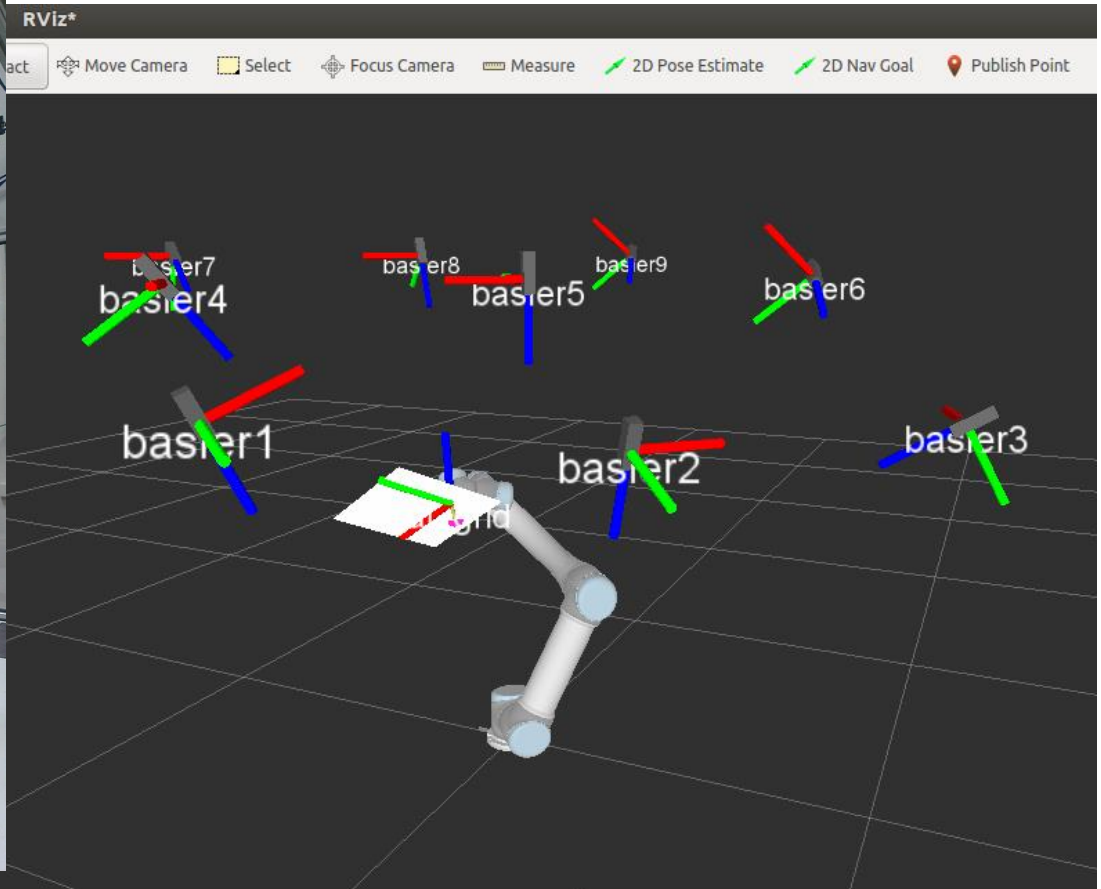 RViz*
act Move Camera Select Focus Camera Measure 2D Pose Estimate 2D Nav Goal Publish Point
basler7
basler8
basler9
basler4
basler5
basler6
basler1
basler2
basler3